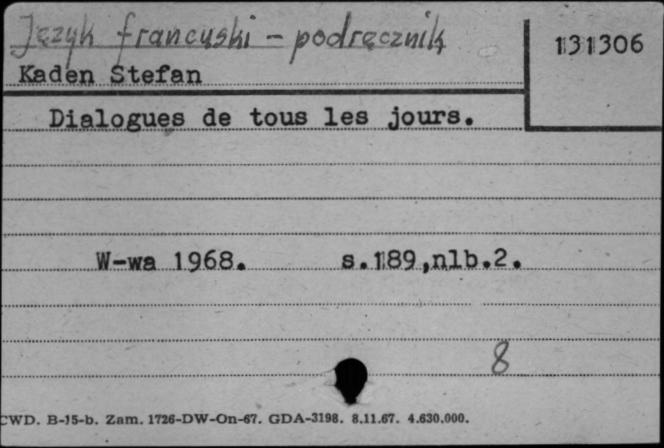 Język francuski - podręcznik
131306
Kaden Stefan
Dialogues de tous les jours.
W-wa 1968. s.189,nlb.2.
8
CWD. B-15-b. Zam. 1726-DW-On-67. GDA-3198. 8.11.67. 4.630.000.